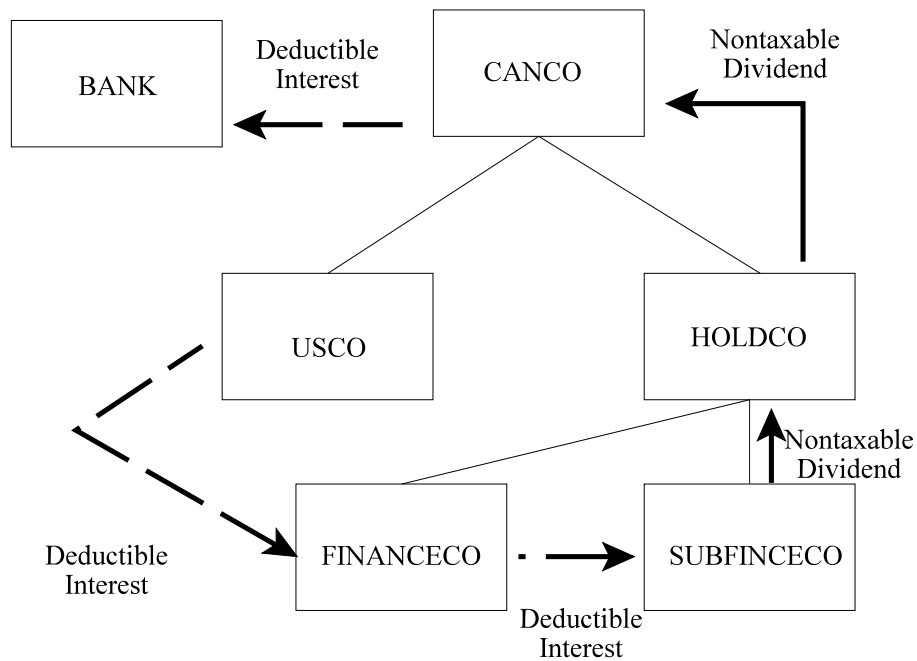 BANK
Deductible
Interest
CANCO
Nontaxable
Dividend
USCO
HOLDCO
Nontaxable
Dividend
Deductible
Interest
FINANCECO
SUBFINCECO
Deductible
Interest